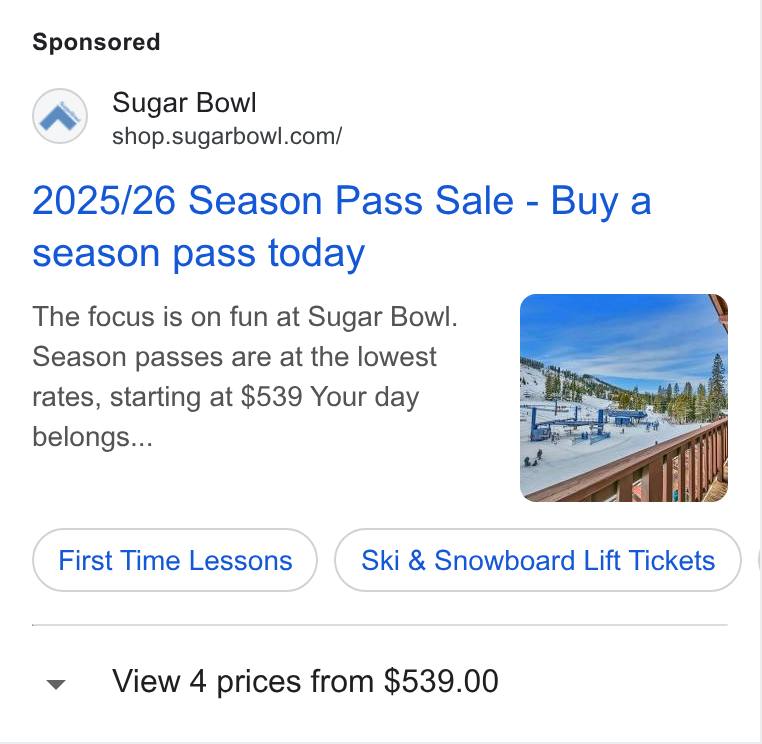 Sponsored
Sugar Bowl
shop.sugarbowl.com/
2025/26 Season Pass Sale - Buy a
season pass today
The focus is on fun at Sugar Bowl.
Season passes are at the lowest
rates, starting at $539 Your day
belongs...
First Time Lessons
Ski & Snowboard Lift Tickets
View 4 prices from $539.00